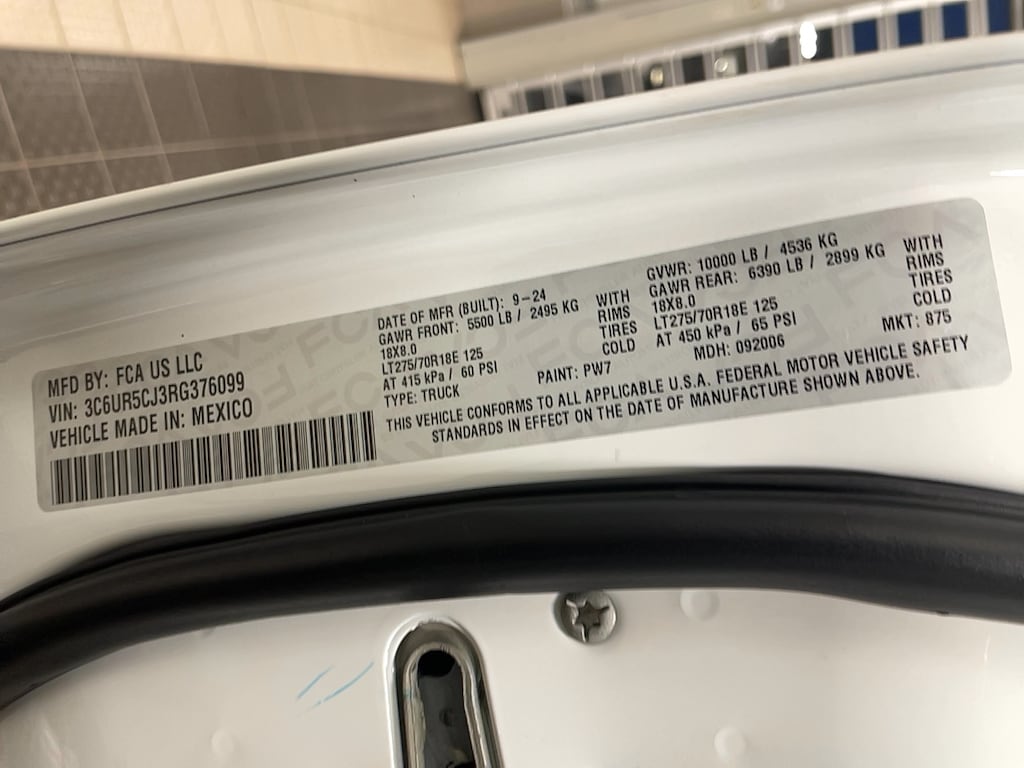 MFD BY: FCA US LLC
VIN: 3C6UR5CJ3RG376099
VEHICLE MADE IN: MEXICO
DATE OF MFR (BUILT): 9-24
GAWR FRONT: 5500 LB / 2495 KG WITH
18X8.0 RIMS
LT275/70R18E 125 TIRES
AT 415 kPa / 60 PSI COLD
TYPE: TRUCK
PAINT: PW7
GVWR: 10000 LB / 4536 KG
GAWR REAR: 6390 LB / 2899 KG WITH
18X8.0 RIMS
LT275/70R18E 125 TIRES
AT 450 kPa / 65 PSI COLD
MDH: 092006 MKT: 875
THIS VEHICLE CONFORMS TO ALL APPLICABLE U.S.A. FEDERAL MOTOR VEHICLE SAFETY
STANDARDS IN EFFECT ON THE DATE OF MANUFACTURE SHOWN ABOVE.